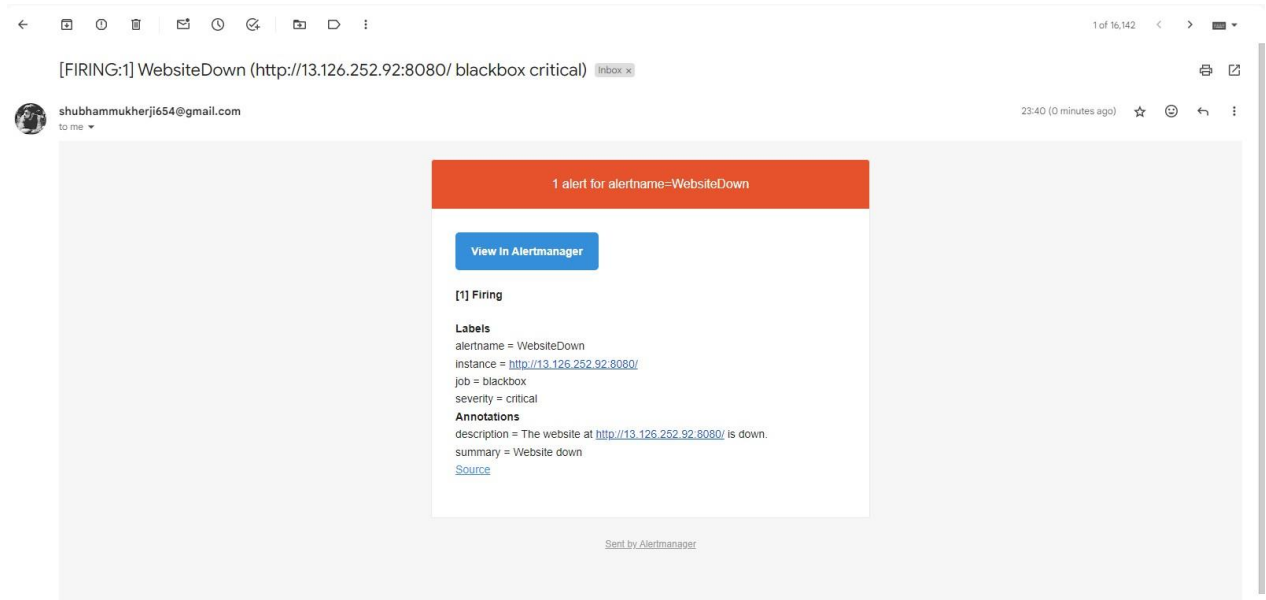 1 of 16,142
[FIRING:1] WebsiteDown (http://13.126.252.92:8080/ blackbox critical) Inbox x
shubhammukherji654@gmail.com
23:40 (0 minutes ago)
to me
1 alert for alertname=WebsiteDown
View In Alertmanager
[1] Firing
Labels
alertname = WebsiteDown
instance = http://13.126.252.92:8080/
job = blackbox
severity = critical
Annotations
description = The website at http://13.126.252.92:8080/ is down.
summary = Website down
Source
Sent by Alertmanager